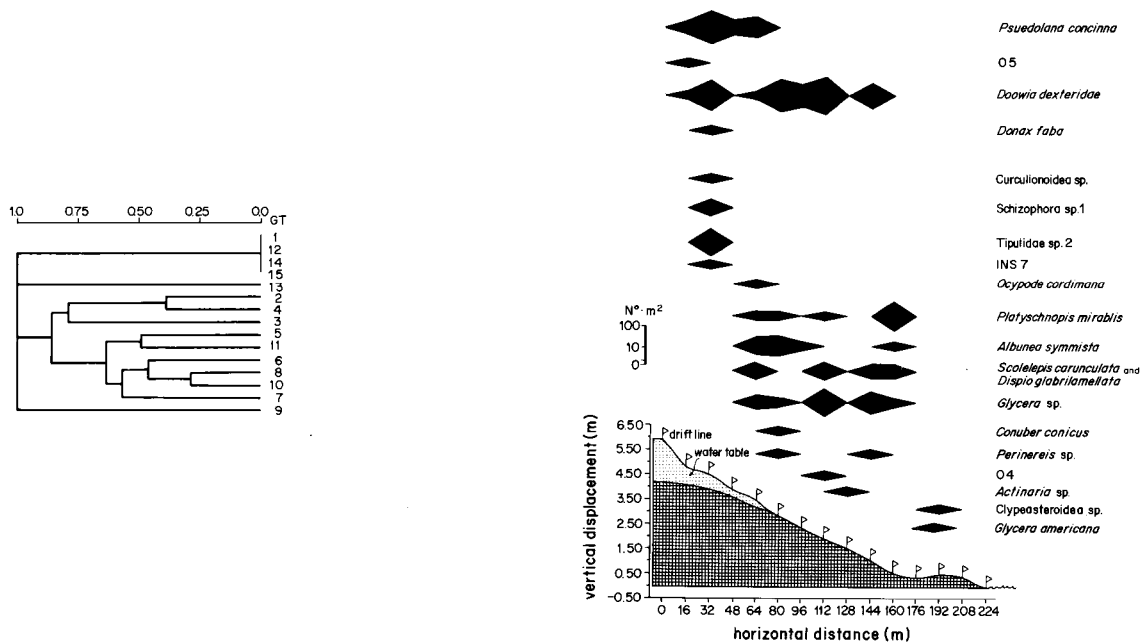 1.0 0.75 0.50 0.25 0.0
GT
1
12
14
15
13
2
4
3
5
11
6
8
10
7
9
Psuedolana concinna
O5
Doowia dexteridae
Donax faba
Curculionoidea sp.
Schizophora sp.1
Tipulidae sp. 2
INS 7
Ocypode cordimana
Platyschnopis mirablis
Albunea symmista
Scolelepis carunculata and
Dispio glabrilamellata
Glycera sp.
Conuber conicus
Perinereis sp.
O4
Actinaria sp.
Clypeasteroidea sp.
Glycera americana
N°· m²
100
10
0
drift line
water table
vertical displacement (m)
6.50
5.50
4.50
3.50
2.50
1.50
0.50
-0.50
0 16 32 48 64 80 96 112 128 144 160 176 192 208 224
horizontal distance (m)